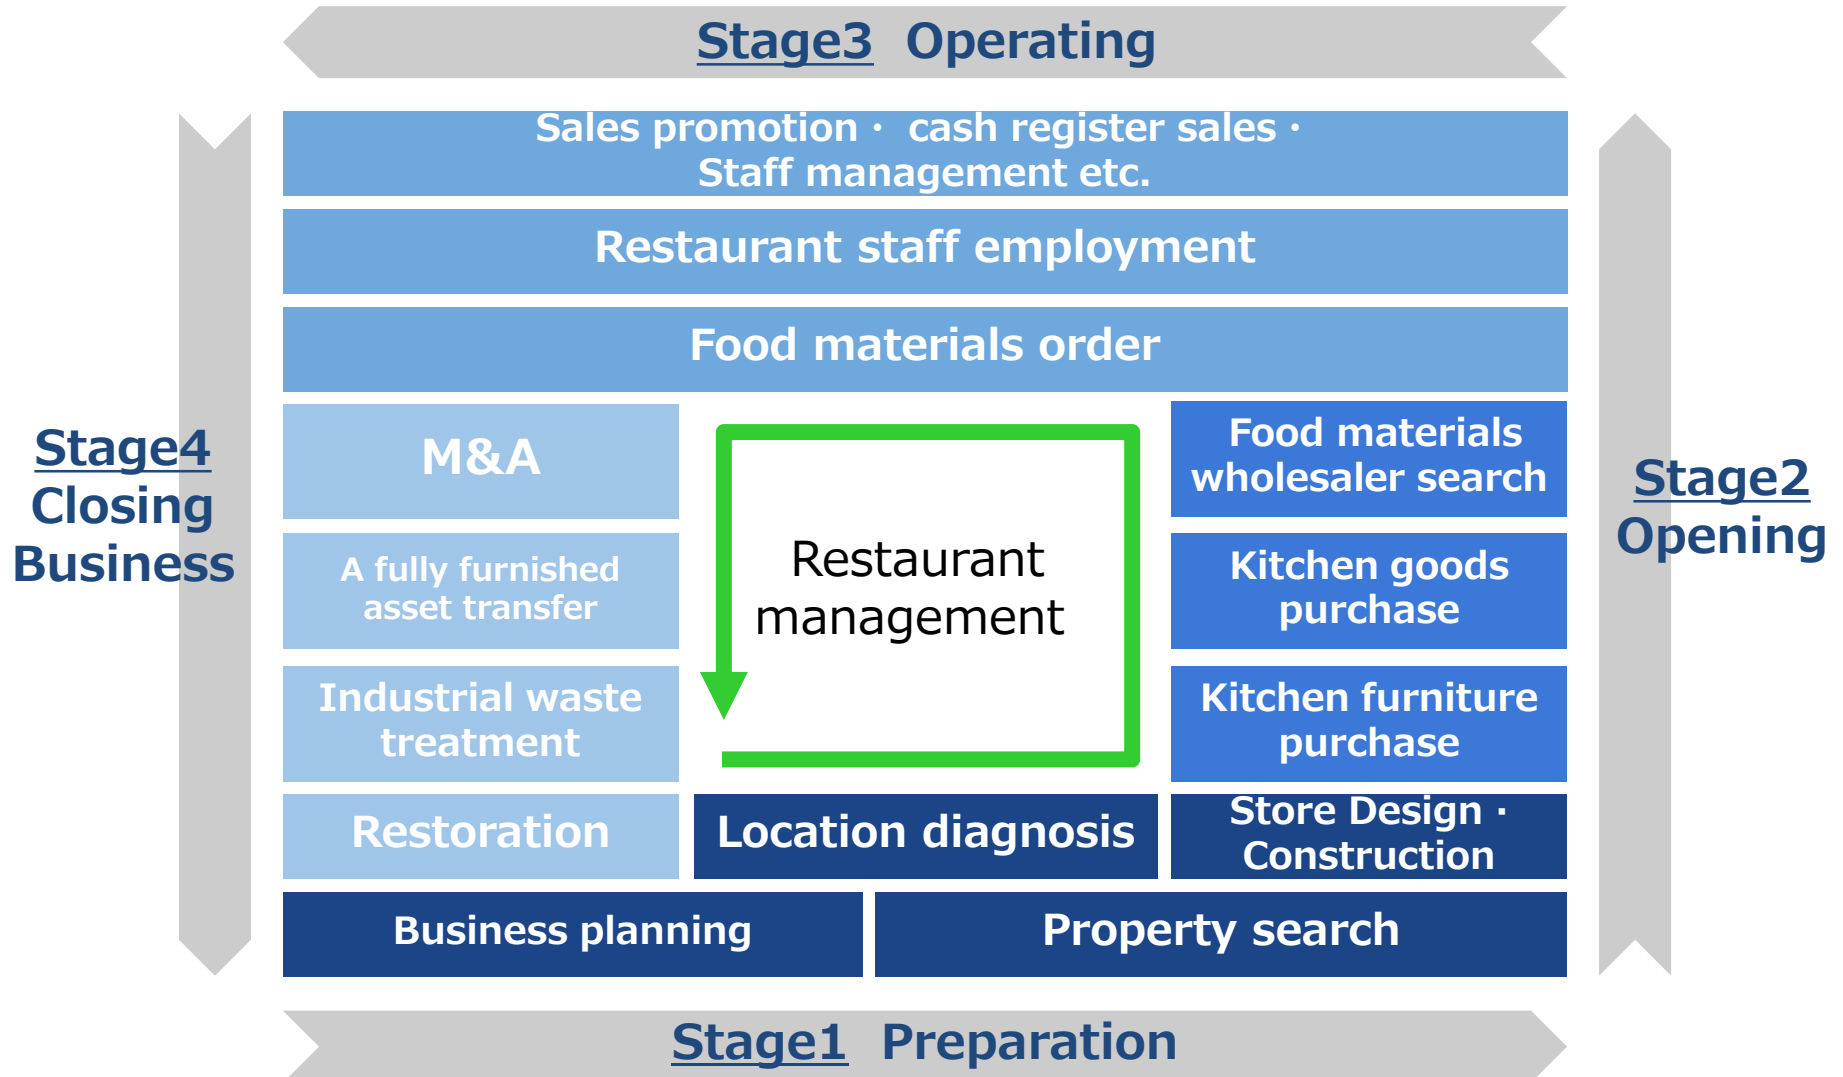 Stage3 Operating
Sales promotion・ cash register sales・
Staff management etc.
Restaurant staff employment
Food materials order
Stage4
Closing
Business
M&A
A fully furnished
asset transfer
Industrial waste
treatment
Restoration
Restaurant
management
Food materials
wholesaler search
Kitchen goods
purchase
Kitchen furniture
purchase
Stage2
Opening
Location diagnosis
Store Design・
Construction
Business planning
Property search
Stage1 Preparation